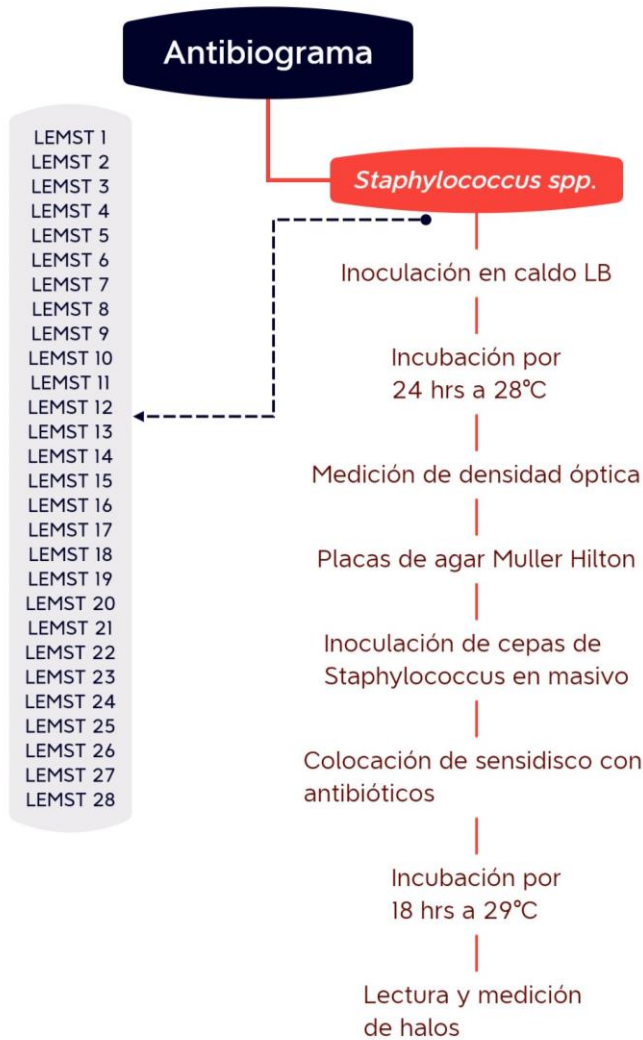 Antibiograma
LEMST 1
LEMST 2
LEMST 3
LEMST 4
LEMST 5
LEMST 6
LEMST 7
LEMST 8
LEMST 9
LEMST 10
LEMST 11
LEMST 12
LEMST 13
LEMST 14
LEMST 15
LEMST 16
LEMST 17
LEMST 18
LEMST 19
LEMST 20
LEMST 21
LEMST 22
LEMST 23
LEMST 24
LEMST 25
LEMST 26
LEMST 27
LEMST 28
Staphylococcus spp.
Inoculación en caldo LB
Incubación por
24 hrs a 28°C
Medición de densidad óptica
Placas de agar Muller Hilton
Inoculación de cepas de
Staphylococcus en masivo
Colocación de sensidisco con
antibióticos
Incubación por
18 hrs a 29°C
Lectura y medición
de halos